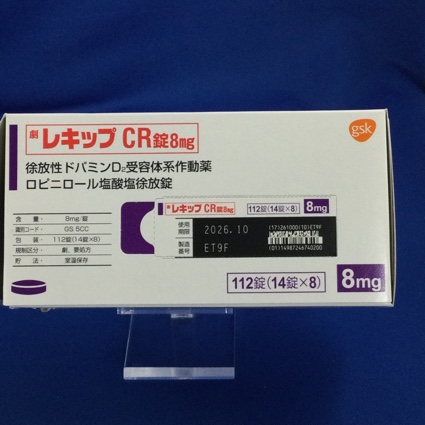 劇 レキップ CR錠8mg
gsk
徐放性ドパミンD₂受容体系作動薬
ロピニロール塩酸塩徐放錠
含量：8mg/錠
識別コード：GS 5CC
包装：112錠(14錠×8)
規制区分：劇、要処方
貯法：室温保存
劇 レキップ CR錠8mg 112錠(14錠×8) 8mg
使用期限 2026.10
製造番号 ET9F
(17)261000(10)ET9F
(01)14987246740200
112錠(14錠×8) 8mg